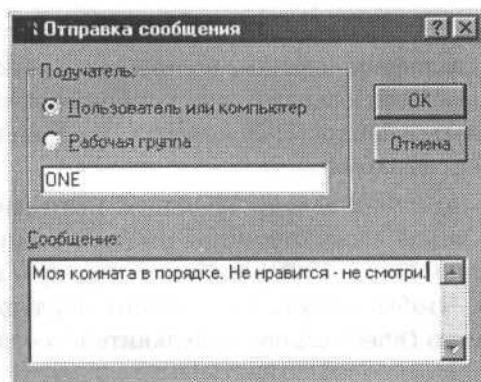 Отправка сообщения
Получатель:
Пользователь или компьютер
Рабочая группа
ONE
OK
Отмена
Сообщение:
Моя комната в порядке. Не нравится - не смотри.